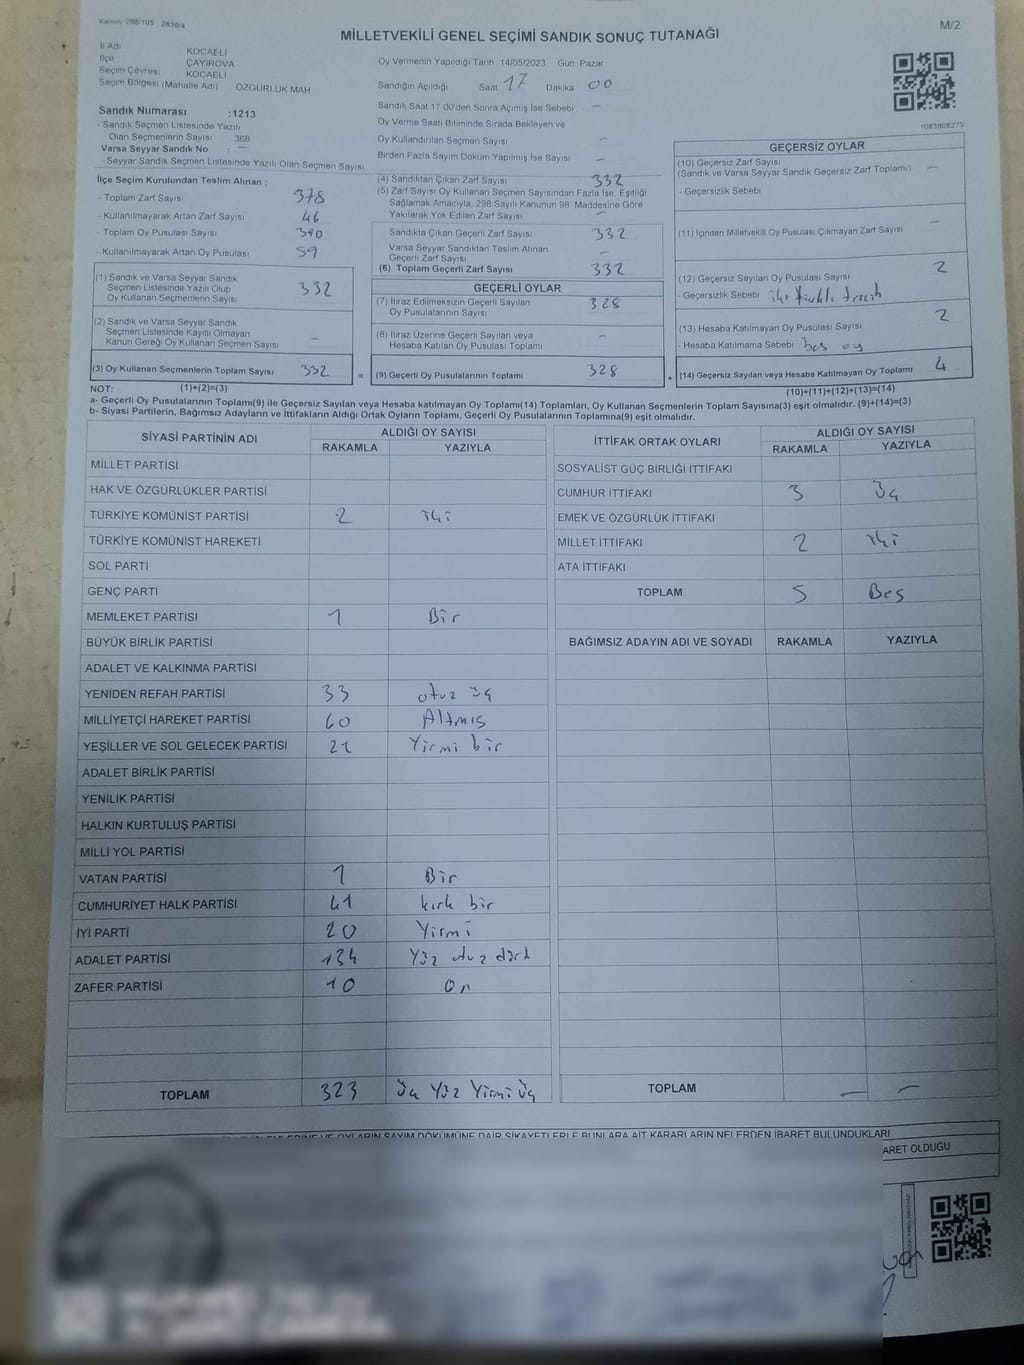 Kanun: 298/105 2839/4
M/2
MİLLETVEKİLİ GENEL SEÇİMİ SANDIK SONUÇ TUTANAĞI
İl Adı KOCAELİ
İlçe ÇAYIROVA
Seçim Çevresi KOCAELİ
Seçim Bölgesi (Mahalle Adı) ÖZGÜRLÜK MAH
Sandık Numarası :1213
- Sandık Seçmen Listesinde Yazılı
Olan Seçmenlerin Sayısı 368
Varsa Seyyar Sandık No : —
- Seyyar Sandık Seçmen Listesinde Yazılı Olan Seçmen Sayısı
Oy Vermenin Yapıldığı Tarih 14/05/2023 Gün Pazar
Sandığın Açıldığı Saat 17 Dakika 00
Sandık Saat 17.00'den Sonra Açılmış İse Sebebi —
Oy Verme Saati Bitiminde Sırada Bekleyen ve
Oy Kullandırılan Seçmen Sayısı —
Birden Fazla Sayım Döküm Yapılmış İse Sayısı —
1083808279
İlçe Seçim Kurulundan Teslim Alınan ;
- Toplam Zarf Sayısı 378
- Kullanılmayarak Artan Zarf Sayısı 46
- Toplam Oy Pusulası Sayısı 390
- Kullanılmayarak Artan Oy Pusulası 59
(1) Sandık ve Varsa Seyyar Sandık
Seçmen Listesinde Yazılı Olup
Oy Kullanan Seçmenlerin Sayısı 332
(2) Sandık ve Varsa Seyyar Sandık
Seçmen Listesinde Kayıtlı Olmayan
Kanun Gereği Oy Kullanan Seçmen Sayısı —
(3) Oy Kullanan Seçmenlerin Toplam Sayısı 332 =
(4) Sandıktan Çıkan Zarf Sayısı 332
(5) Zarf Sayısı Oy Kullanan Seçmen Sayısından Fazla İse, Eşitliği
Sağlamak Amacıyla, 298 Sayılı Kanunun 98. Maddesine Göre
Yakılarak Yok Edilen Zarf Sayısı —
Sandıkta Çıkan Geçerli Zarf Sayısı 332
Varsa Seyyar Sandıktan Teslim Alınan
Geçerli Zarf Sayısı —
(6) Toplam Geçerli Zarf Sayısı 332
GEÇERLİ OYLAR
(7) İtiraz Edilmeksizin Geçerli Sayılan
Oy Pusulalarının Sayısı 328
(8) İtiraz Üzerine Geçerli Sayılan veya
Hesaba Katılan Oy Pusulası Toplamı —
(9) Geçerli Oy Pusulalarının Toplamı 328 +
GEÇERSİZ OYLAR
(10) Geçersiz Zarf Sayısı
(Sandık ve Varsa Seyyar Sandık Geçersiz Zarf Toplamı) —
- Geçersizlik Sebebi
(11) İçinden Milletvekili Oy Pusulası Çıkmayan Zarf Sayısı —
(12) Geçersiz Sayılan Oy Pusulası Sayısı 2
- Geçersizlik Sebebi iki farklı tercih
(13) Hesaba Katılmayan Oy Pusulası Sayısı 2
- Hesaba Katılmama Sebebi boş oy
(14) Geçersiz Sayılan veya Hesaba Katılmayan Oy Toplamı 4
NOT: (1)+(2)=(3) (10)+(11)+(12)+(13)=(14)
a- Geçerli Oy Pusulalarının Toplamı(9) ile Geçersiz Sayılan veya Hesaba katılmayan Oy Toplamı(14) Toplamları, Oy Kullanan Seçmenlerin Toplam Sayısına(3) eşit olmalıdır. (9)+(14)=(3)
b- Siyasi Partilerin, Bağımsız Adayların ve İttifakların Aldığı Ortak Oyların Toplamı, Geçerli Oy Pusulalarının Toplamına(9) eşit olmalıdır.
SİYASİ PARTİNİN ADI ALDIĞI OY SAYISI
RAKAMLA YAZIYLA
MİLLET PARTİSİ
HAK VE ÖZGÜRLÜKLER PARTİSİ
TÜRKİYE KOMÜNİST PARTİSİ 2 iki
TÜRKİYE KOMÜNİST HAREKETİ
SOL PARTİ
GENÇ PARTİ
MEMLEKET PARTİSİ 1 Bir
BÜYÜK BİRLİK PARTİSİ
ADALET VE KALKINMA PARTİSİ
YENİDEN REFAH PARTİSİ 33 otuz üç
MİLLİYETÇİ HAREKET PARTİSİ 60 Altmış
YEŞİLLER VE SOL GELECEK PARTİSİ 21 Yirmi bir
ADALET BİRLİK PARTİSİ
YENİLİK PARTİSİ
HALKIN KURTULUŞ PARTİSİ
MİLLİ YOL PARTİSİ
VATAN PARTİSİ 1 Bir
CUMHURİYET HALK PARTİSİ 41 kırk bir
İYİ PARTİ 20 Yirmi
ADALET PARTİSİ 134 Yüz otuz dört
ZAFER PARTİSİ 10 On
TOPLAM 323 Üç Yüz Yirmi Üç
İTTİFAK ORTAK OYLARI ALDIĞI OY SAYISI
RAKAMLA YAZIYLA
SOSYALİST GÜÇ BİRLİĞİ İTTİFAKI
CUMHUR İTTİFAKI 3 Üç
EMEK VE ÖZGÜRLÜK İTTİFAKI
MİLLET İTTİFAKI 2 iki
ATA İTTİFAKI
TOPLAM 5 Beş
BAĞIMSIZ ADAYIN ADI VE SOYADI RAKAMLA YAZIYLA
TOPLAM — —
VE OYLARIN SAYIM DÖKÜMÜNE DAİR ŞİKAYETLERLE BUNLARA AİT KARARLARIN NELERDEN İBARET BULUNDUKLARI
ARET OLDUĞU